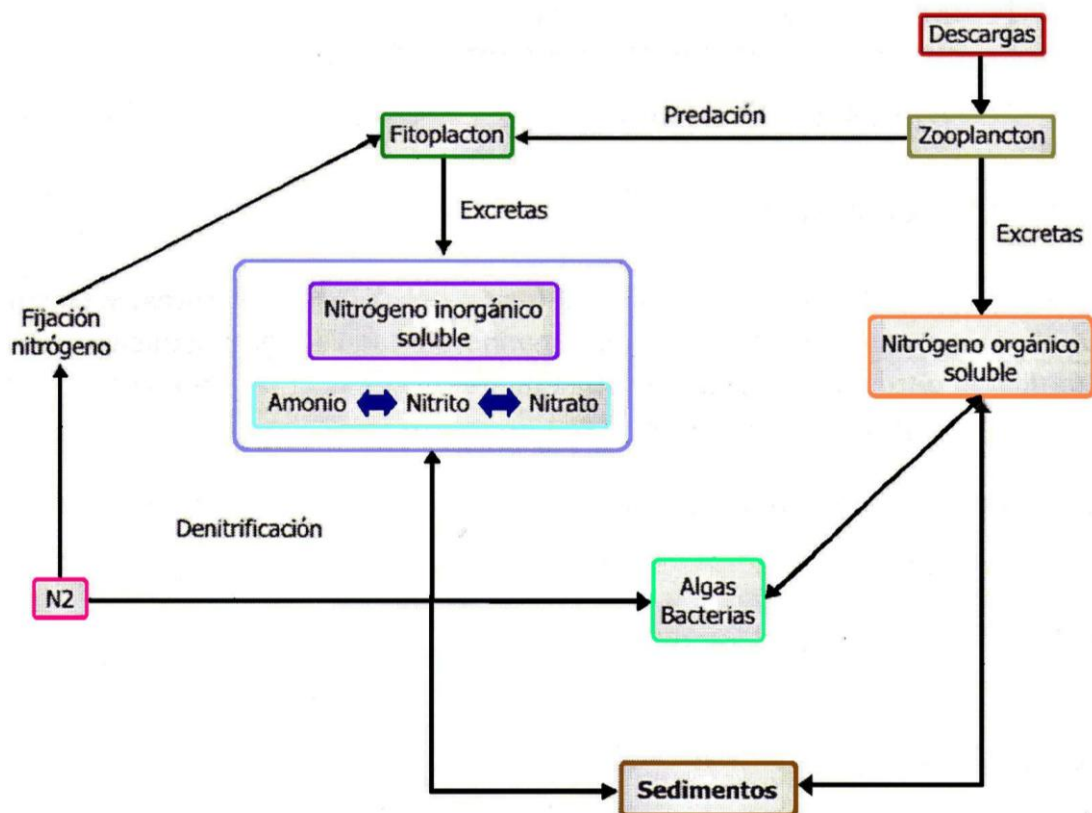 Descargas
Predación
Fitoplacton
Zooplancton
Excretas
Excretas
Fijación
nitrógeno
Nitrógeno inorgánico
soluble
Nitrógeno orgánico
soluble
Amonio Nitrito Nitrato
Denitrificación
N2
Algas
Bacterias
Sedimentos